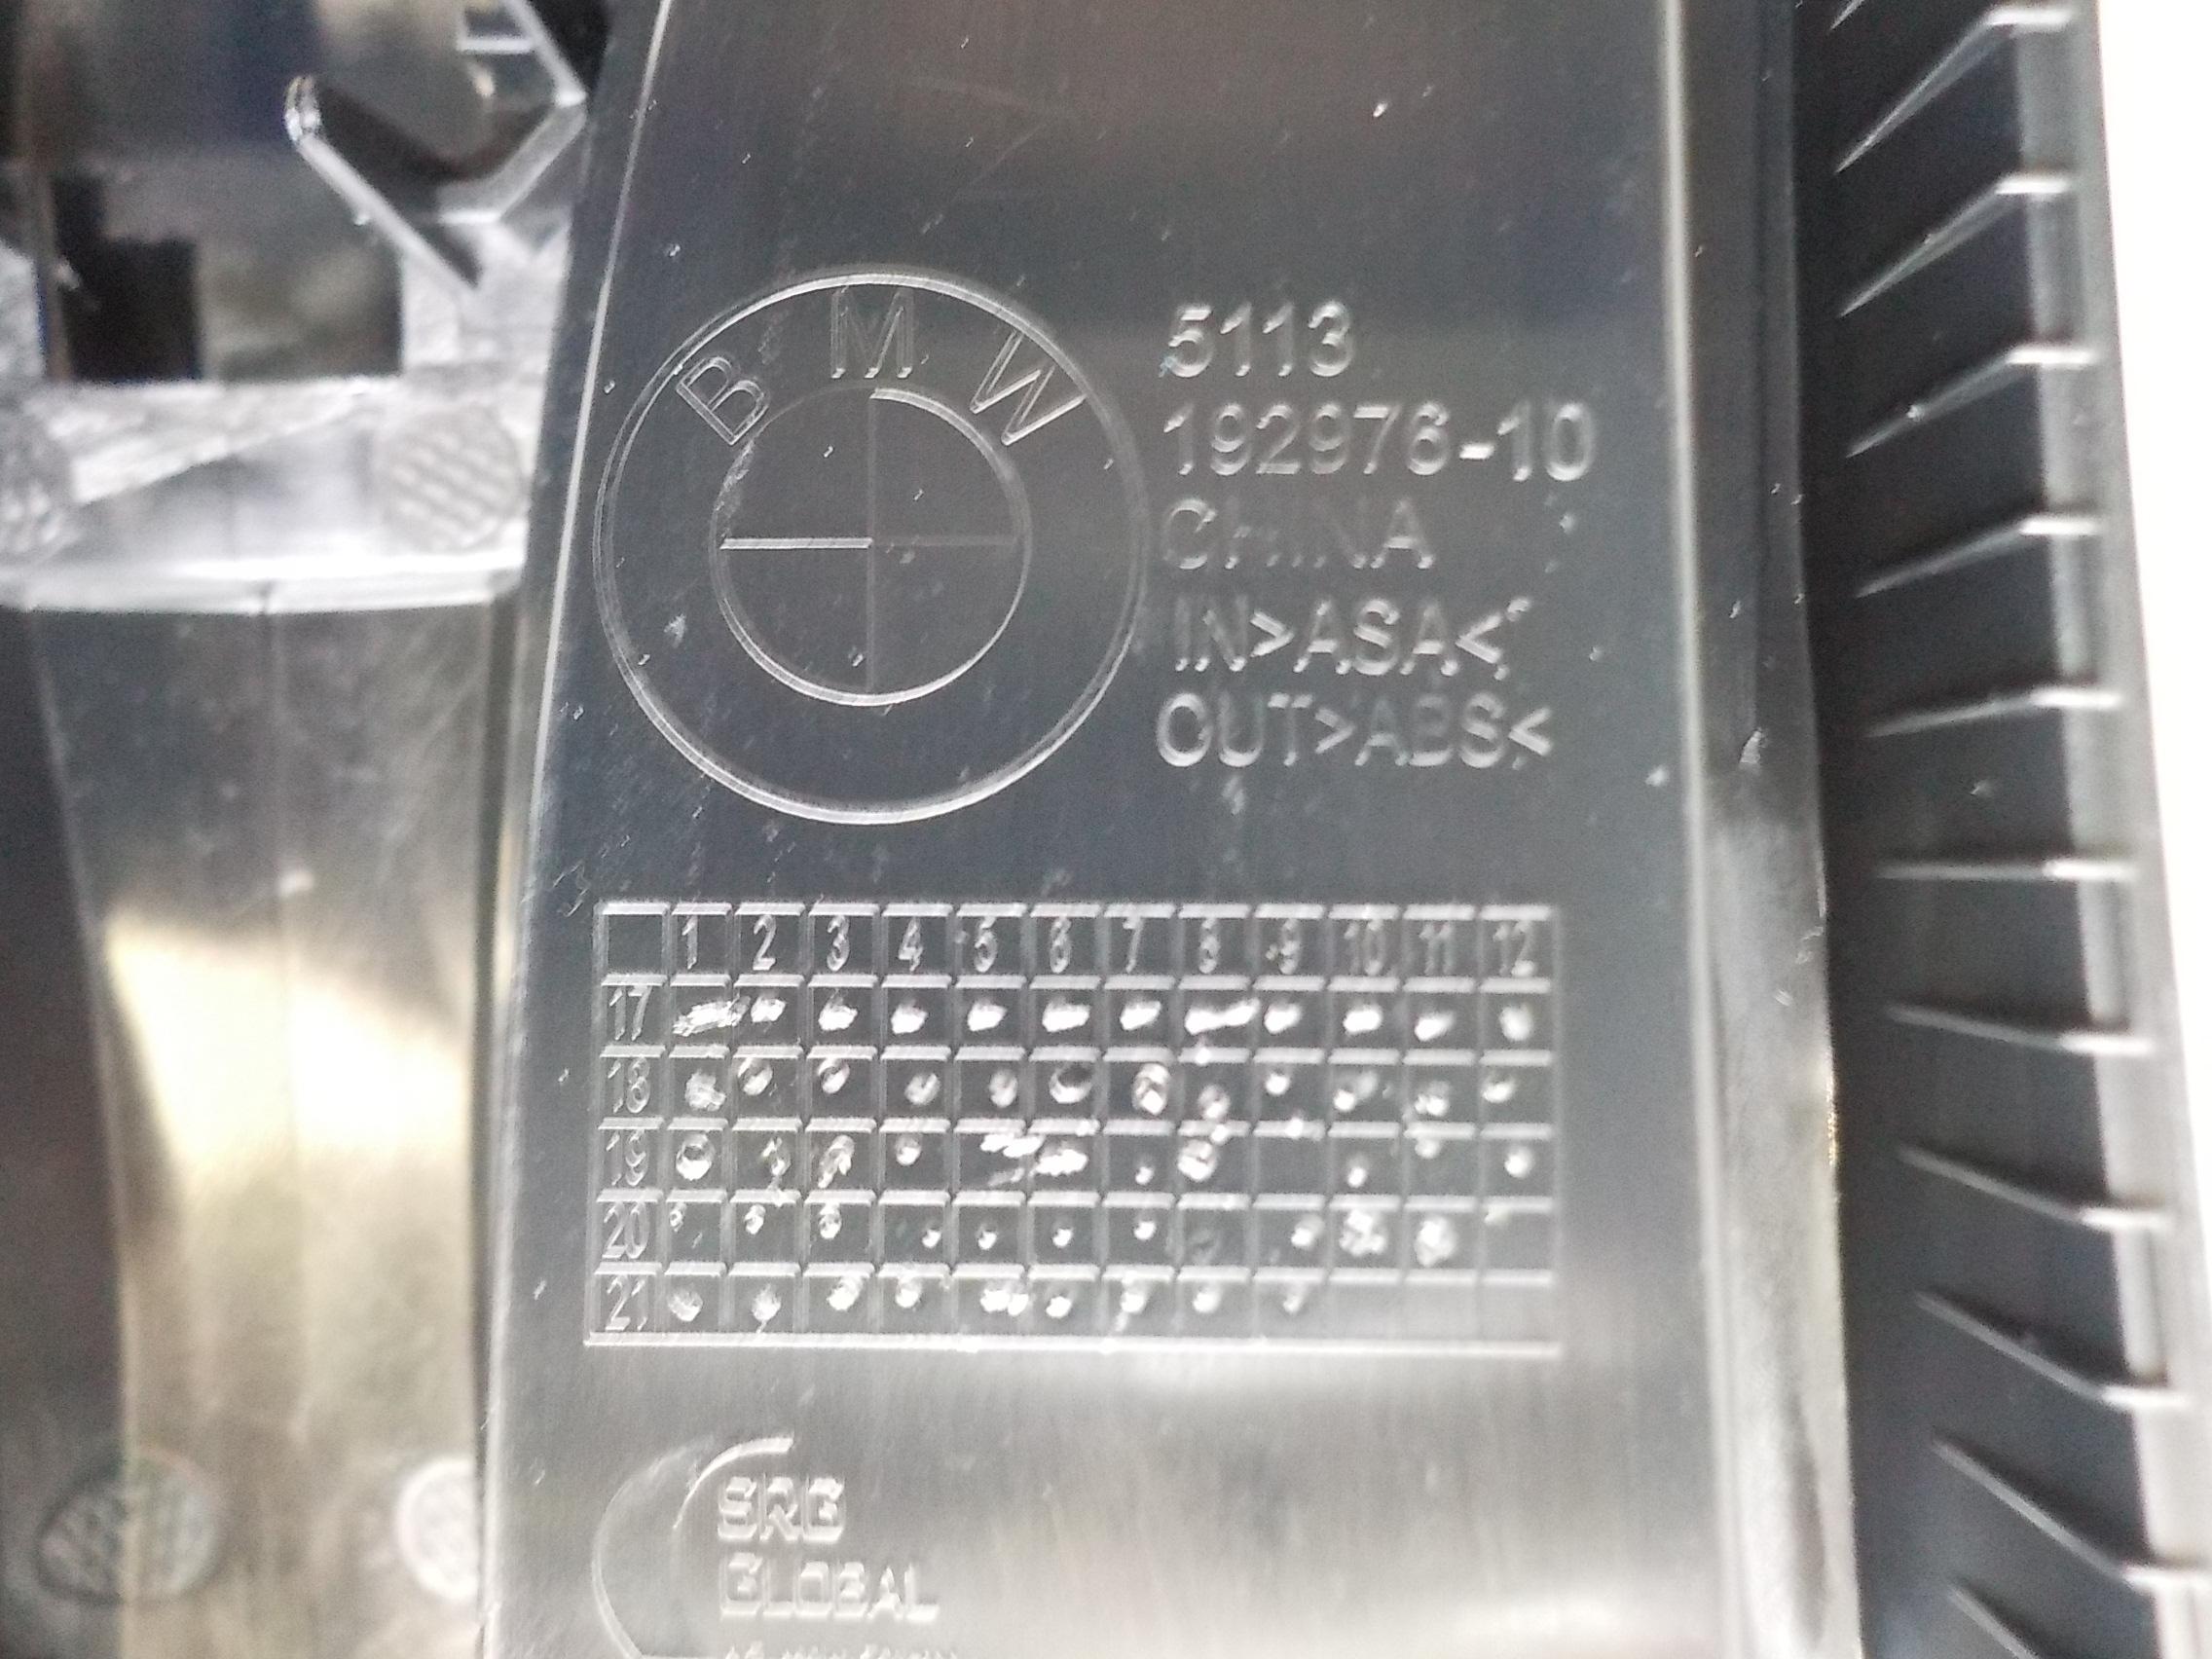 B M W
5113
192976-10
CHINA
IN>ASA<
OUT>ABS<
1 2 3 4 5 6 7 8 9 10 11 12
17
18
19
20
21
SRG
GLOBAL